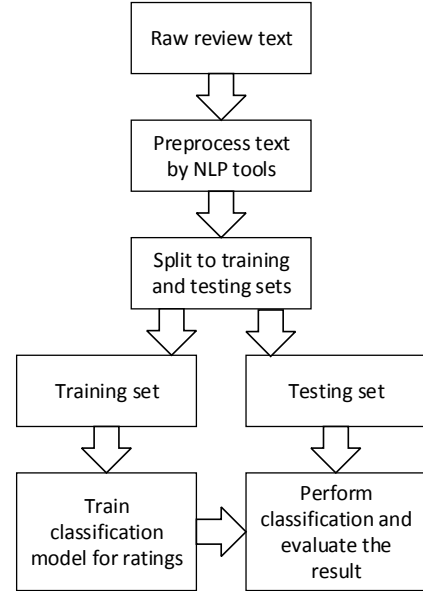 Raw review text
Preprocess text
by NLP tools
Split to training
and testing sets
Training set
Testing set
Train
classification
model for ratings
Perform
classification and
evaluate the
result